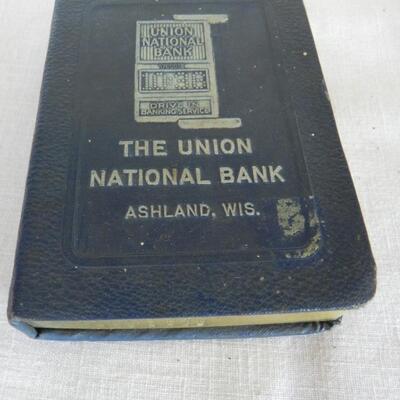 UNION
NATIONAL
BANK
DRIVE IN
BANKING SERVICE
THE UNION
NATIONAL BANK
ASHLAND, WIS.